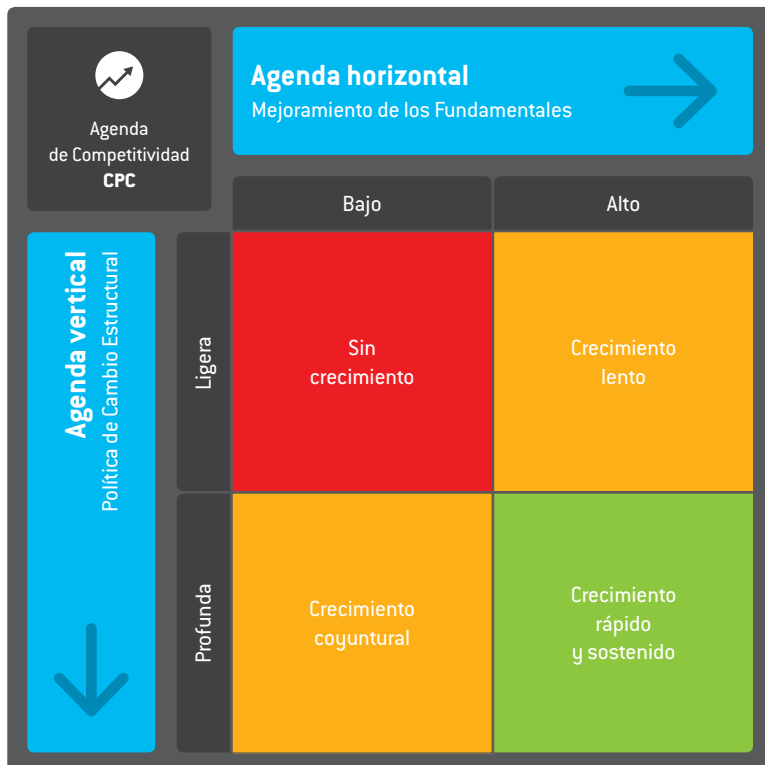 Agenda
de Competitividad
CPC
Agenda horizontal
Mejoramiento de los Fundamentales
Bajo
Alto
Agenda vertical
Política de Cambio Estructural
Ligera
Sin
crecimiento
Crecimiento
lento
Profunda
Crecimiento
coyuntural
Crecimiento
rápido
y sostenido